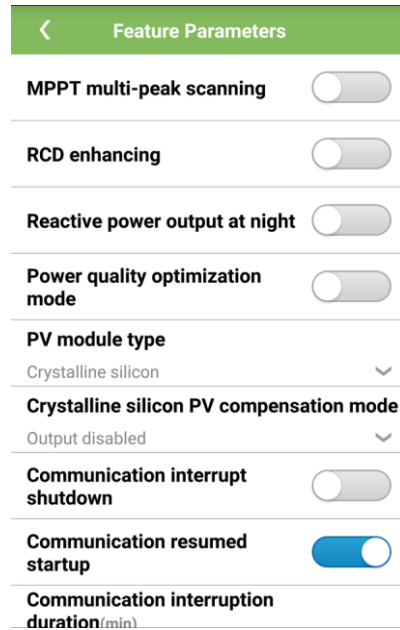 Feature Parameters
MPPT multi-peak scanning
RCD enhancing
Reactive power output at night
Power quality optimization
mode
PV module type
Crystalline silicon
Crystalline silicon PV compensation mode
Output disabled
Communication interrupt
shutdown
Communication resumed
startup
Communication interruption
duration(min)